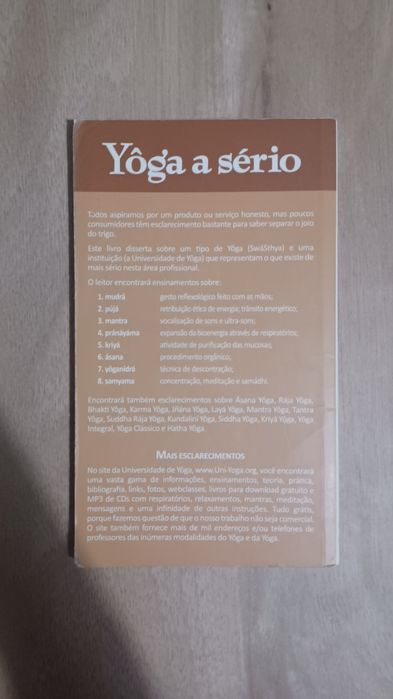 Yôga a sério
Todos aspiramos por um produto ou serviço honesto, mas poucos
consumidores têm esclarecimento bastante para saber separar o joio
do trigo.
Este livro disserta sobre um tipo de Yôga (SwáSthya) e uma
instituição (a Universidade de Yôga) que representam o que existe de
mais sério nesta área profissional.
O leitor encontrará ensinamentos sobre:
1. mudrá gesto reflexológico feito com as mãos;
2. pújá retribuição ética de energia; trânsito energético;
3. mantra vocalização de sons e ultra-sons;
4. pránáyáma expansão da bioenergia através de respiratórios;
5. kriyá atividade de purificação das mucosas;
6. ásana procedimento orgânico;
7. yôganidrá técnica de descontração;
8. samyama concentração, meditação e samádhi.
Encontrará também esclarecimentos sobre Ásana Yôga, Rája Yôga,
Bhakti Yôga, Karma Yôga, Jñána Yôga, Layá Yôga, Mantra Yôga, Tantra
Yôga, Suddha Rája Yôga, Kundaliní Yôga, Siddha Yôga, Kriyá Yôga, Yôga
Integral, Yôga Clássico e Hatha Yôga.
MAIS ESCLARECIMENTOS
No site da Universidade de Yôga, www.Uni-Yoga.org, você encontrará
uma vasta gama de informações, ensinamentos, teoria, prática,
bibliografia, links, fotos, webclasses, livros para download gratuito e
MP3 de CDs com respiratórios, relaxamentos, mantras, meditação,
mensagens e uma infinidade de outras instruções. Tudo grátis,
porque fazemos questão de que o nosso trabalho não seja comercial.
O site também fornece mais de mil endereços e/ou telefones de
professores das inúmeras modalidades do Yôga e da Yóga.